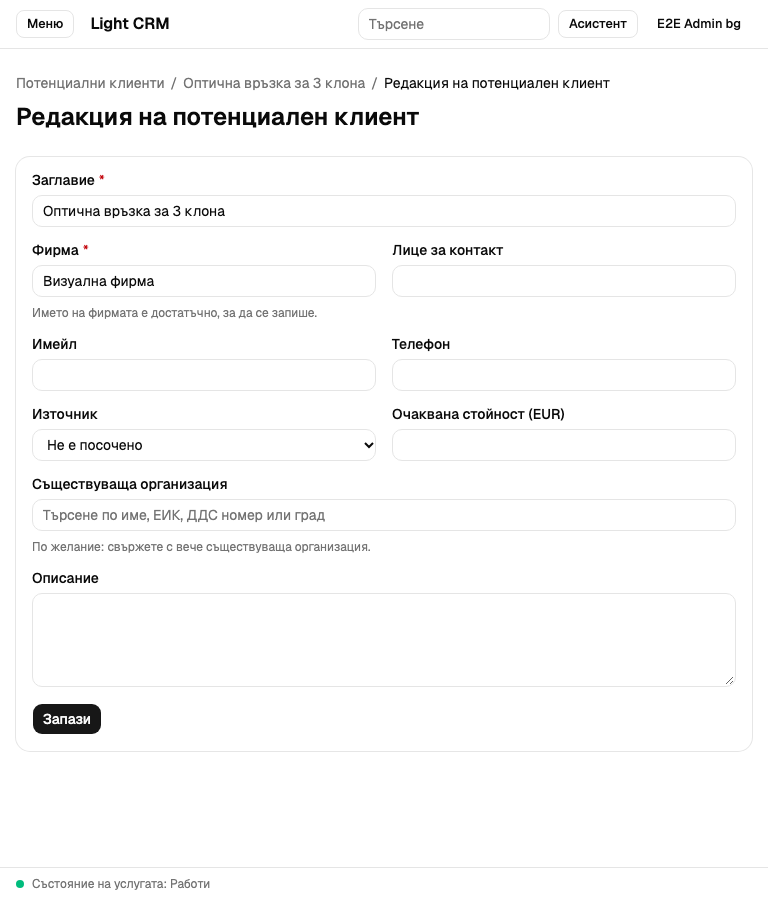 Меню
Light CRM
Търсене
Асистент
E2E Admin bg
Потенциални клиенти / Оптична връзка за 3 клона / Редакция на потенциален клиент
Редакция на потенциален клиент
Заглавие *
Оптична връзка за 3 клона
Фирма *
Лице за контакт
Визуална фирма
Името на фирмата е достатъчно, за да се запише.
Имейл
Телефон
Източник
Очаквана стойност (EUR)
Не е посочено
Съществуваща организация
Търсене по име, ЕИК, ДДС номер или град
По желание: свържете с вече съществуваща организация.
Описание
Запази
Състояние на услугата: Работи